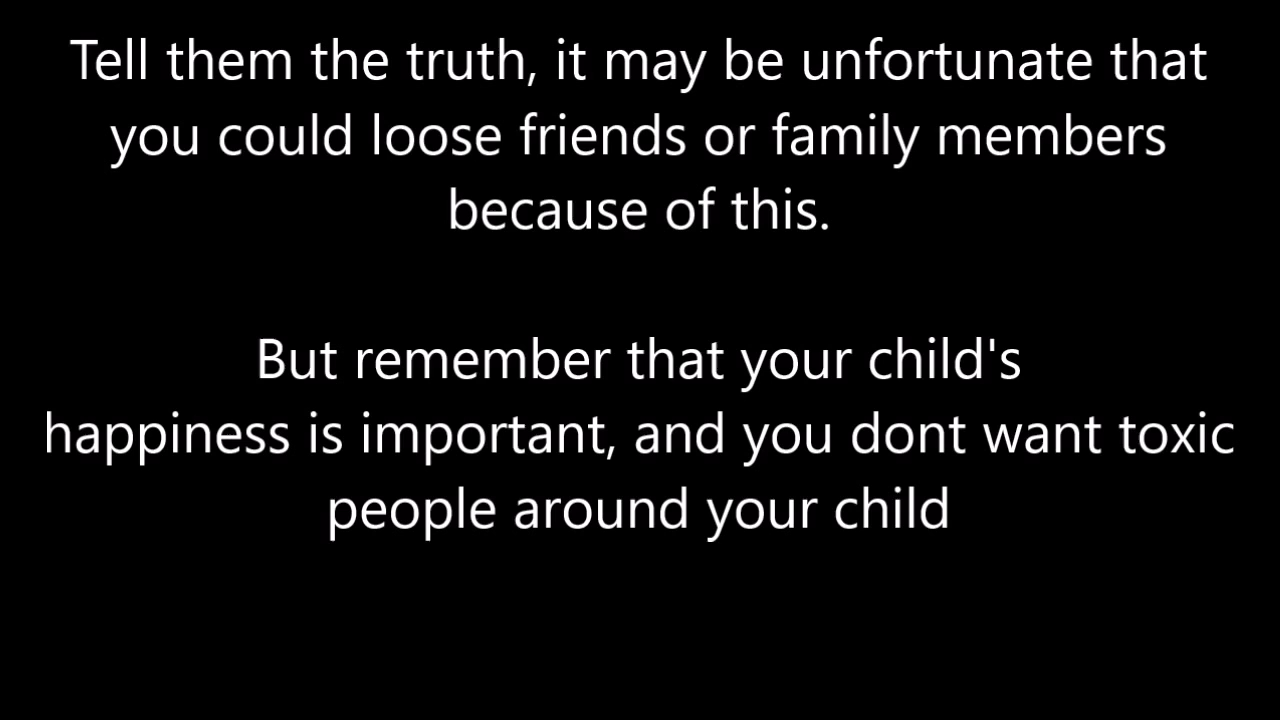 Tell them the truth, it may be unfortunate that
you could loose friends or family members
because of this.
But remember that your child's
happiness is important, and you dont want toxic
people around your child